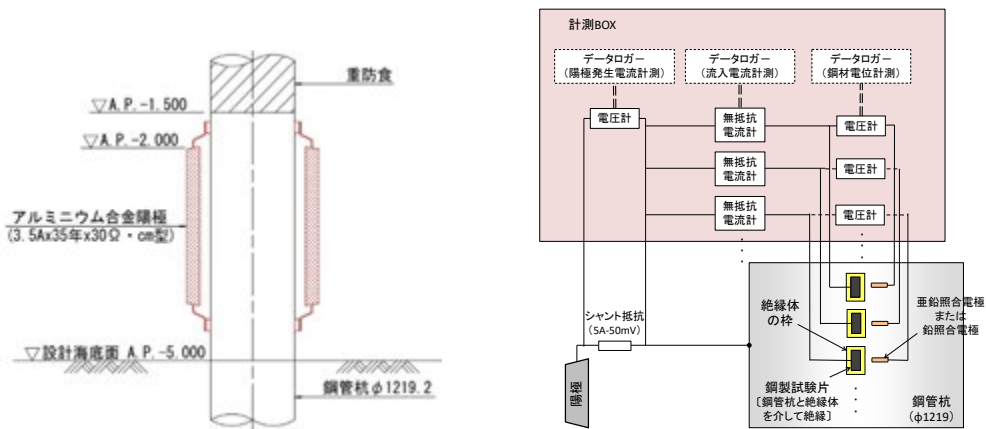 重防食
▽A.P.-1.500
▽A.P.-2.000
アルミニウム合金陽極
(3.5Ax35年x30Ω・cm型)
▽設計海底面 A.P.-5.000
鋼管杭φ1219.2
計測BOX
データロガー
（陽極発生電流計測）
データロガー
（流入電流計測）
データロガー
（鋼材電位計測）
電圧計
無抵抗
電流計
電圧計
無抵抗
電流計
電圧計
無抵抗
電流計
電圧計
シャント抵抗
（5A-50mV）
陽極
絶縁体
の枠
亜鉛照合電極
または
鉛照合電極
鋼製試験片
〔鋼管杭と絶縁体
を介して絶縁〕
鋼管杭
（φ1219）